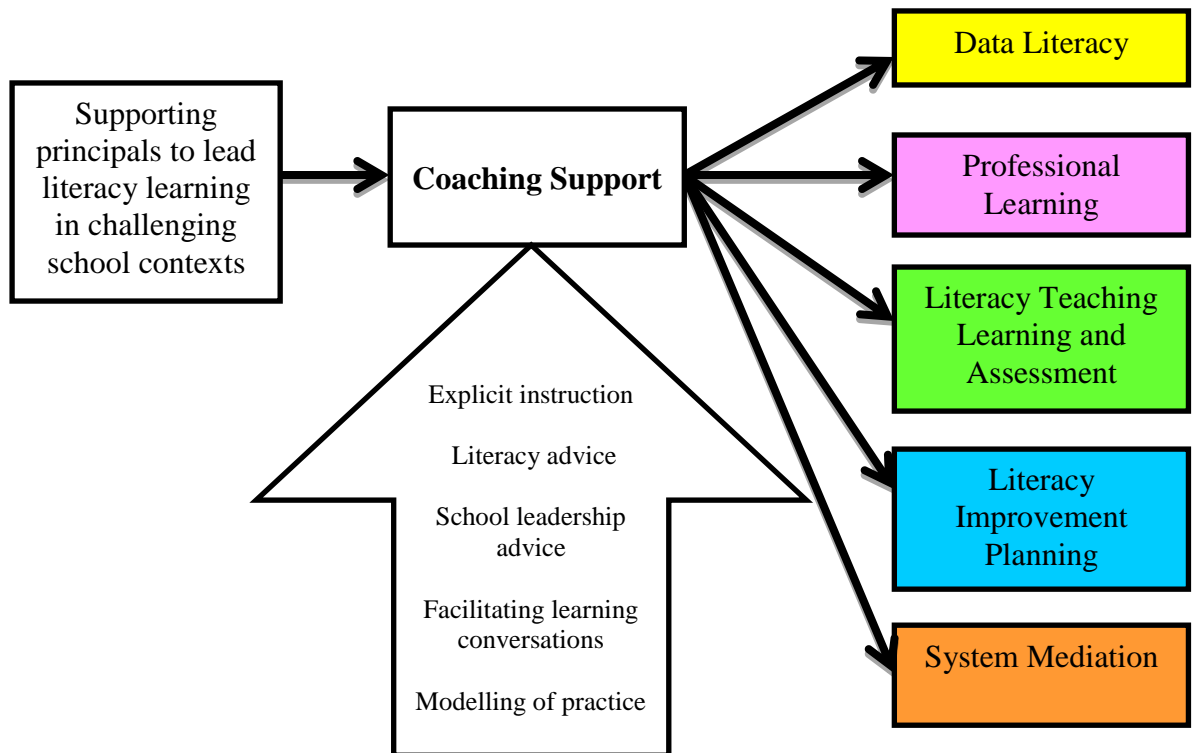 Supporting
principals to lead
literacy learning
in challenging
school contexts
Coaching Support
Explicit instruction
Literacy advice
School leadership
advice
Facilitating learning
conversations
Modelling of practice
Data Literacy
Professional
Learning
Literacy Teaching
Learning and
Assessment
Literacy
Improvement
Planning
System Mediation